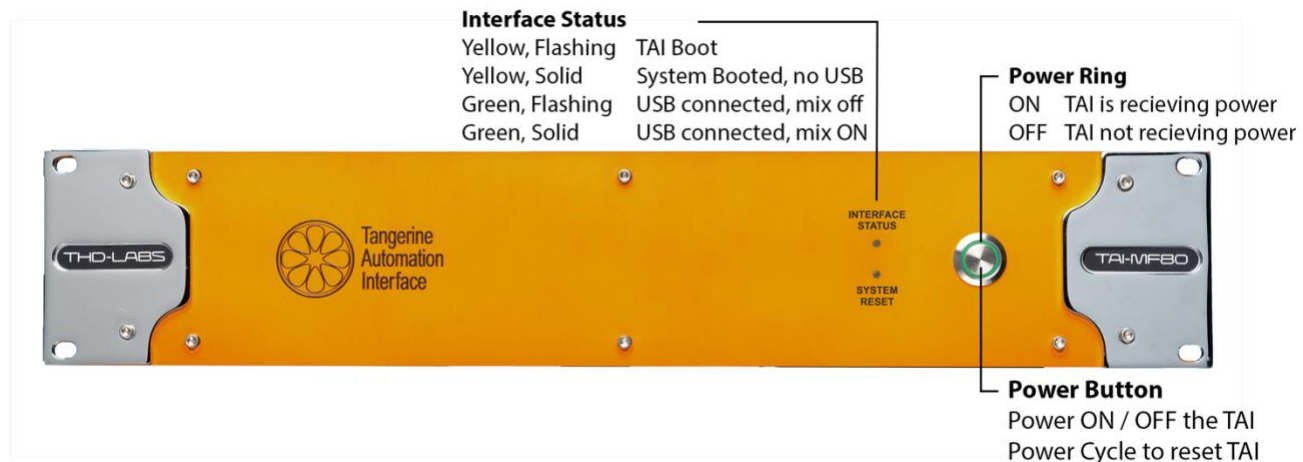 Interface Status
Yellow, Flashing TAI Boot
Yellow, Solid System Booted, no USB
Green, Flashing USB connected, mix off
Green, Solid USB connected, mix ON
Power Ring
ON TAI is recieving power
OFF TAI not recieving power
THD-LABS
Tangerine
Automation
Interface
INTERFACE
STATUS
SYSTEM
RESET
TAI-MF80
Power Button
Power ON / OFF the TAI
Power Cycle to reset TAI